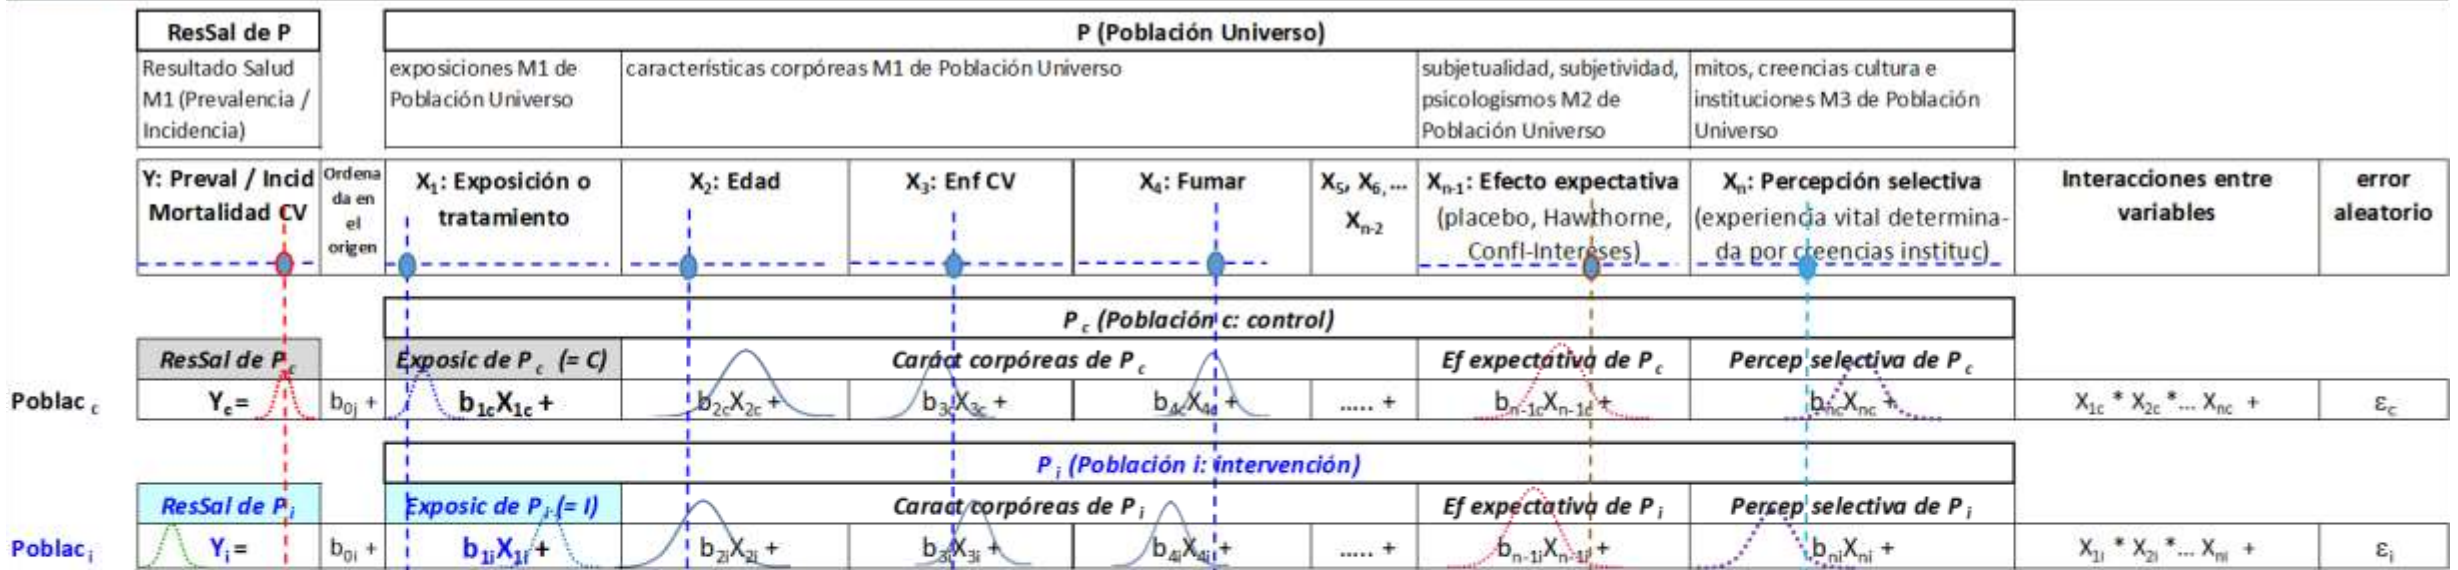 ResSal de P
P (Población Universo)
Resultado Salud
M1 (Prevalencia /
Incidencia)
exposiciones M1 de
Población Universo
características corpóreas M1 de Población Universo
subjetualidad, subjetividad,
psicologismos M2 de
Población Universo
mitos, creencias cultura e
instituciones M3 de Población
Universo
Y: Preval / Incid
Mortalidad CV
Ordena
da en
el
origen
X1: Exposición o
tratamiento
X2: Edad
X3: Enf CV
X4: Fumar
X5, X6, ...
Xn-2
Xn-1: Efecto expectativa
(placebo, Hawthorne,
Confl-Intereses)
Xn: Percepción selectiva
(experiencia vital determina-
da por creencias instituc)
Interacciones entre
variables
error
aleatorio
Pc (Población c: control)
ResSal de Pc
Exposic de Pc (= C)
Caráct corpóreas de Pc
Ef expectativa de Pc
Percep selectiva de Pc
Poblac c
Yc =
b0j +
b1cX1c +
b2cX2c +
b3cX3c +
b4cX4c +
..... +
bn-1cXn-1c +
bncXnc +
X1c * X2c *... Xnc +
εc
Pi (Población i: intervención)
ResSal de Pi
Exposic de Pi (= I)
Caract corpóreas de Pi
Ef expectativa de Pi
Percep selectiva de Pi
Poblac i
Yi =
b0i +
b1iX1i +
b2iX2i +
b3iX3i +
b4iX4i +
..... +
bn-1iXn-1i +
bniXni +
X1i * X2i *... Xni +
εi